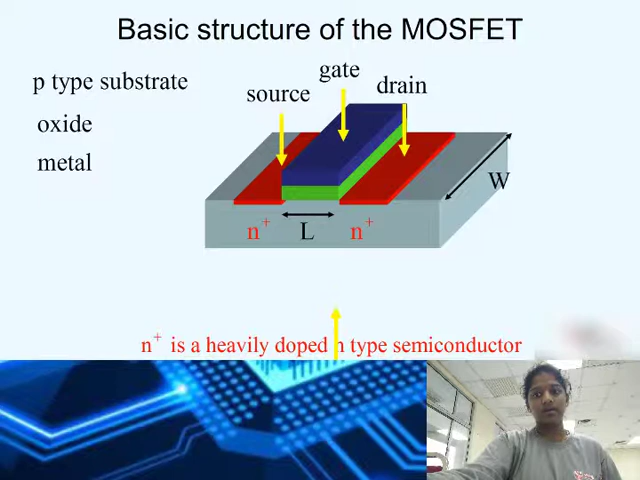 Basic structure of the MOSFET
p type substrate
oxide
metal
source
gate
drain
W
n+
L
n+
n+ is a heavily doped n type semiconductor